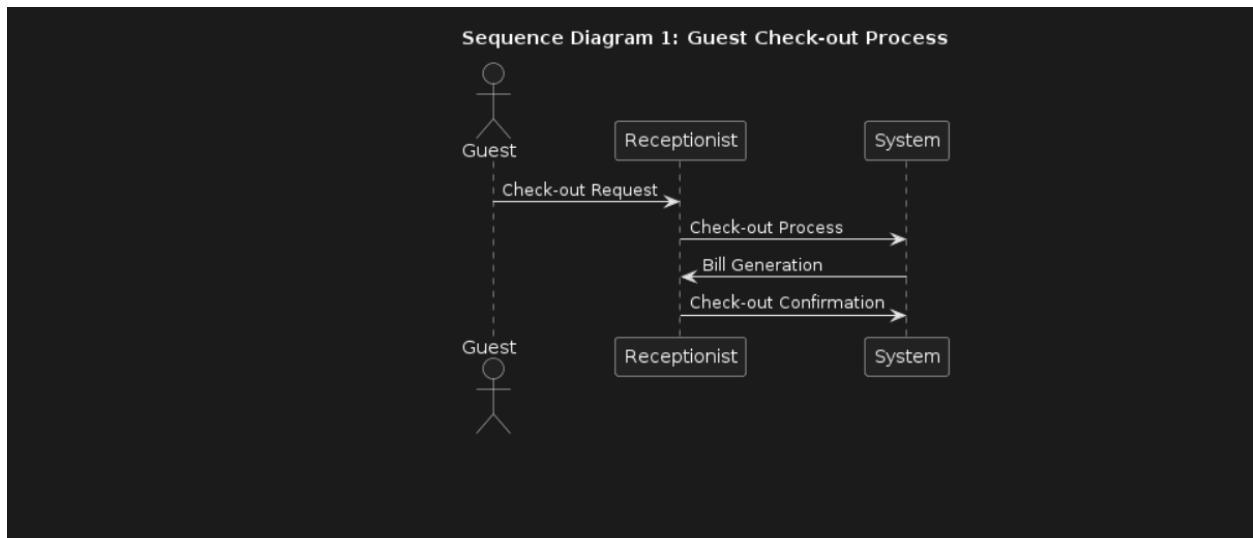 Sequence Diagram 1: Guest Check-out Process
Guest
Receptionist
System
Check-out Request
Check-out Process
Bill Generation
Check-out Confirmation
Guest
Receptionist
System